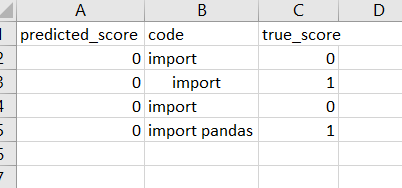 A B C D
1 predicted_score code true_score
2 0 import 0
3 0 import 1
4 0 import 0
5 0 import pandas 1
6
7